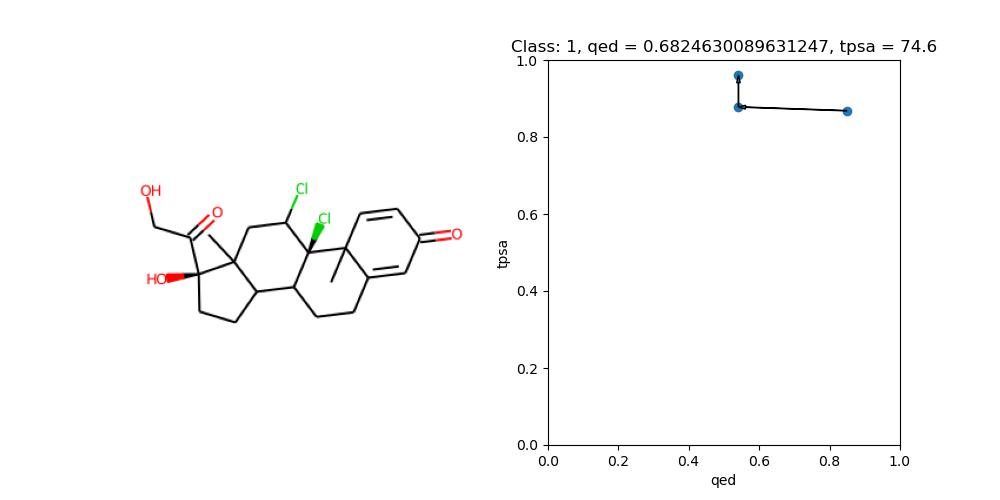 Class: 1, qed = 0.6824630089631247, tpsa = 74.6
OH
O
Cl
Cl
HO
O
1.0
0.8
0.6
0.4
0.2
0.0
tpsa
0.0 0.2 0.4 0.6 0.8 1.0
qed